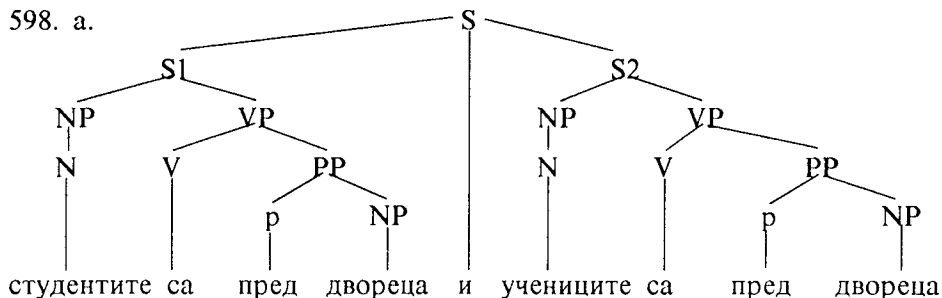 598. a. S
S1 S2
NP VP NP VP
N V PP N V PP
p NP p NP
студентите са пред двореца и учениците са пред двореца